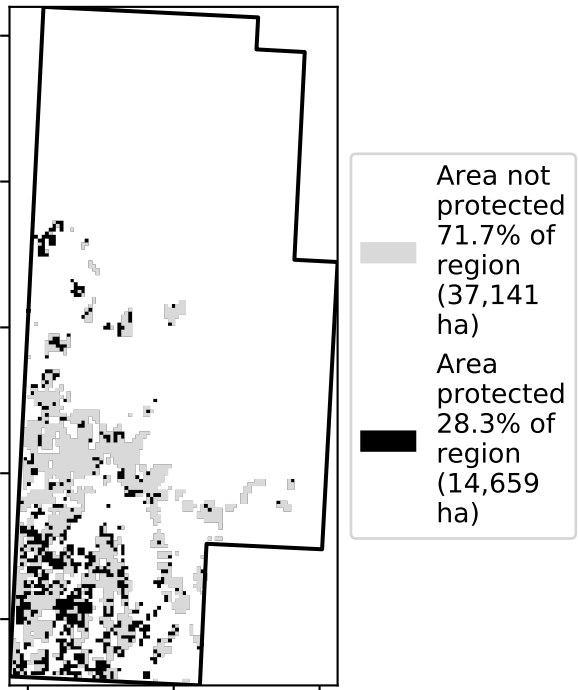 Area not
protected
71.7% of
region
(37,141
ha)
Area
protected
28.3% of
region
(14,659
ha)